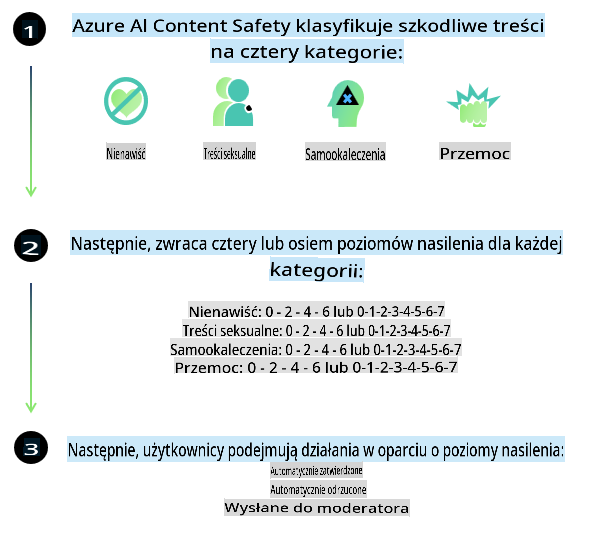 1
Azure AI Content Safety klasyfikuje szkodliwe treści
na cztery kategorie:
Nienawiść
Treści seksualne
Samookaleczenia
Przemoc
2
Następnie, zwraca cztery lub osiem poziomów nasilenia dla każdej
kategorii:
Nienawiść: 0 - 2 - 4 - 6 lub 0-1-2-3-4-5-6-7
Treści seksualne: 0 - 2 - 4 - 6 lub 0-1-2-3-4-5-6-7
Samookaleczenia: 0 - 2 - 4 - 6 lub 0-1-2-3-4-5-6-7
Przemoc: 0 - 2 - 4 - 6 lub 0-1-2-3-4-5-6-7
3
Następnie, użytkownicy podejmują działania w oparciu o poziomy nasilenia:
Automatycznie zatwierdzone
Automatycznie odrzucone
Wysłane do moderatora